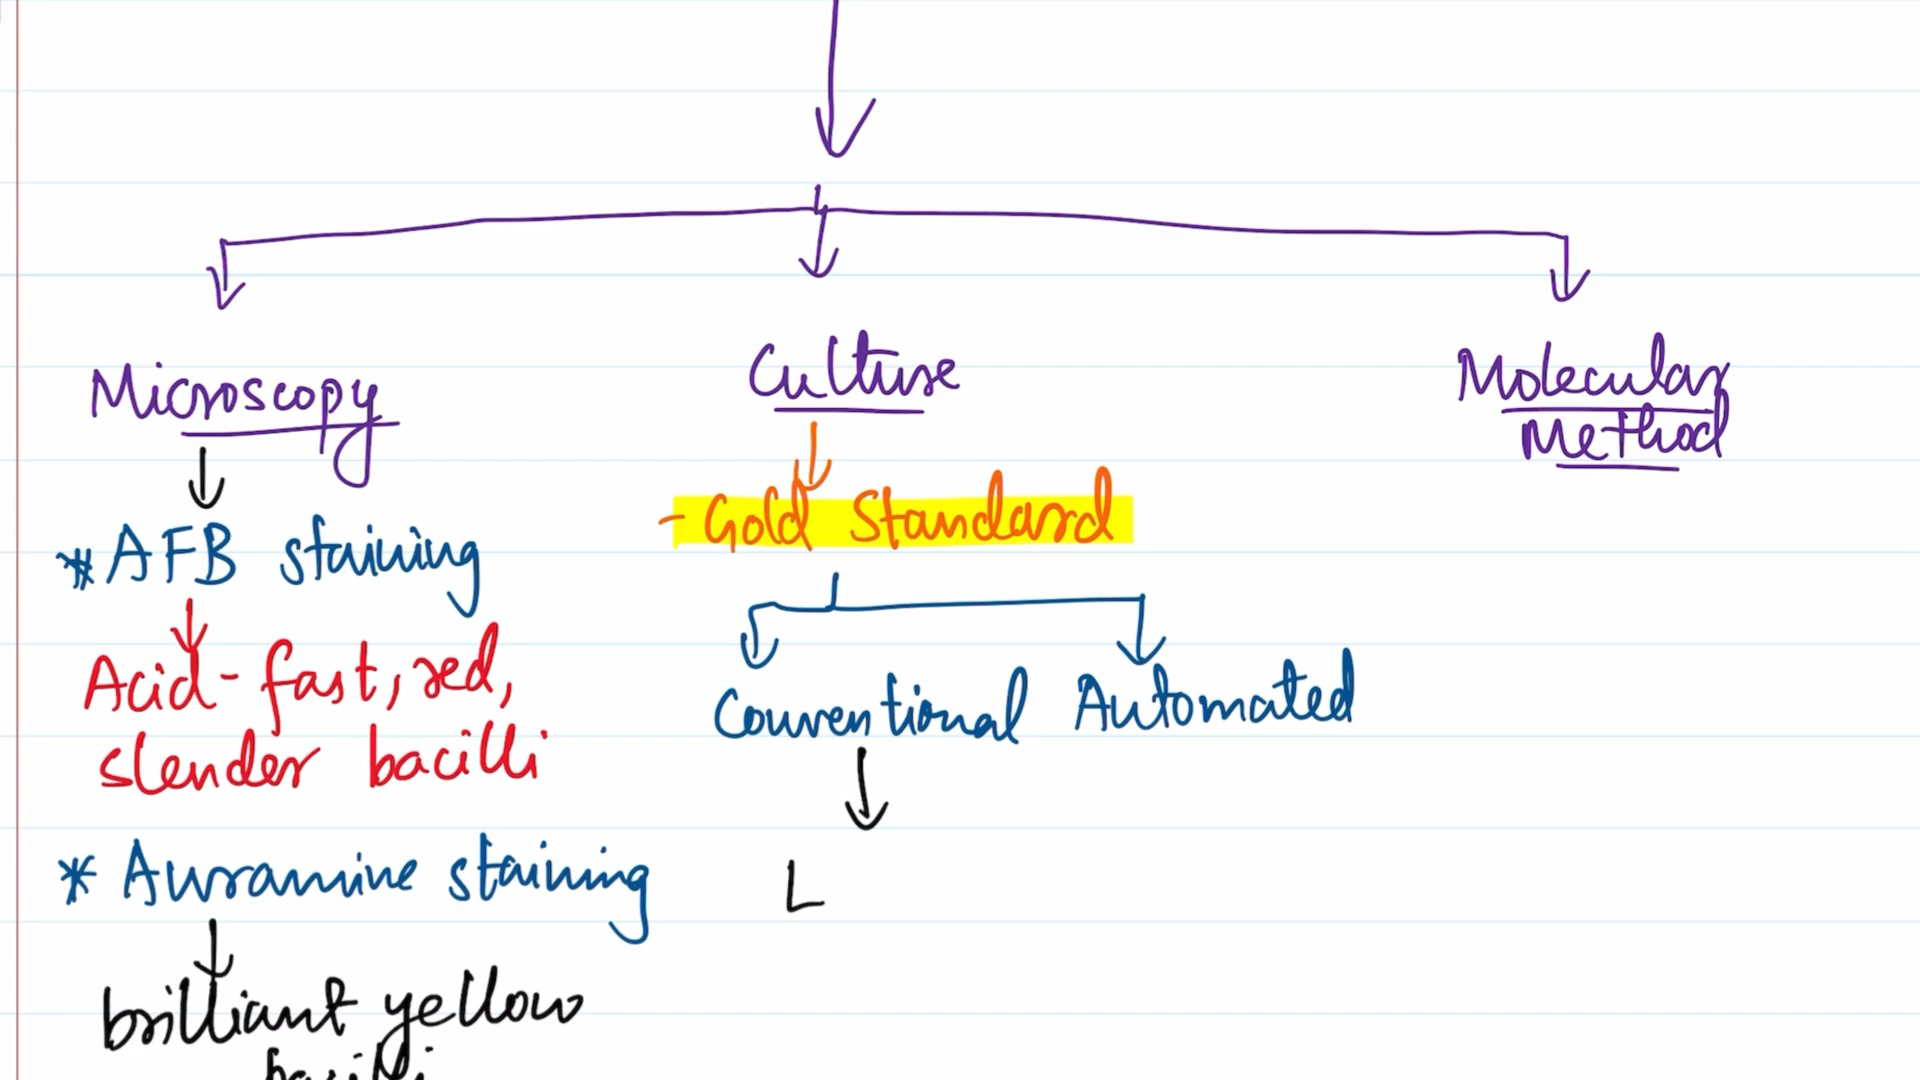 Microscopy
Culture
Molecular
Method
- Gold Standard
* AFB staining
Acid-fast, red,
slender bacilli
Conventional
Automated
L
* Auramine staining
brilliant yellow
bacilli